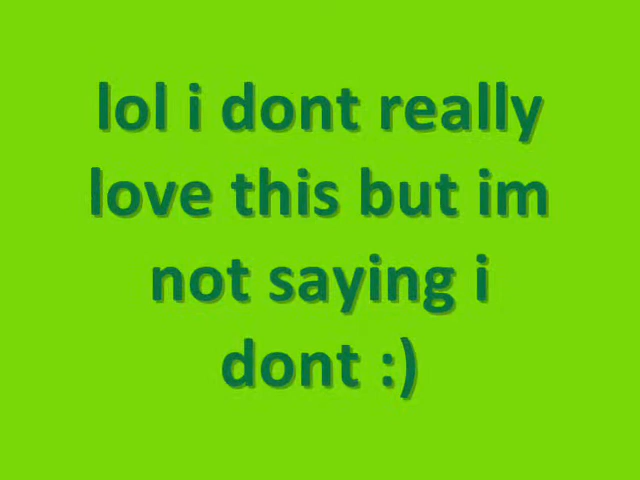 lol i dont really
love this but im
not saying i
dont :)